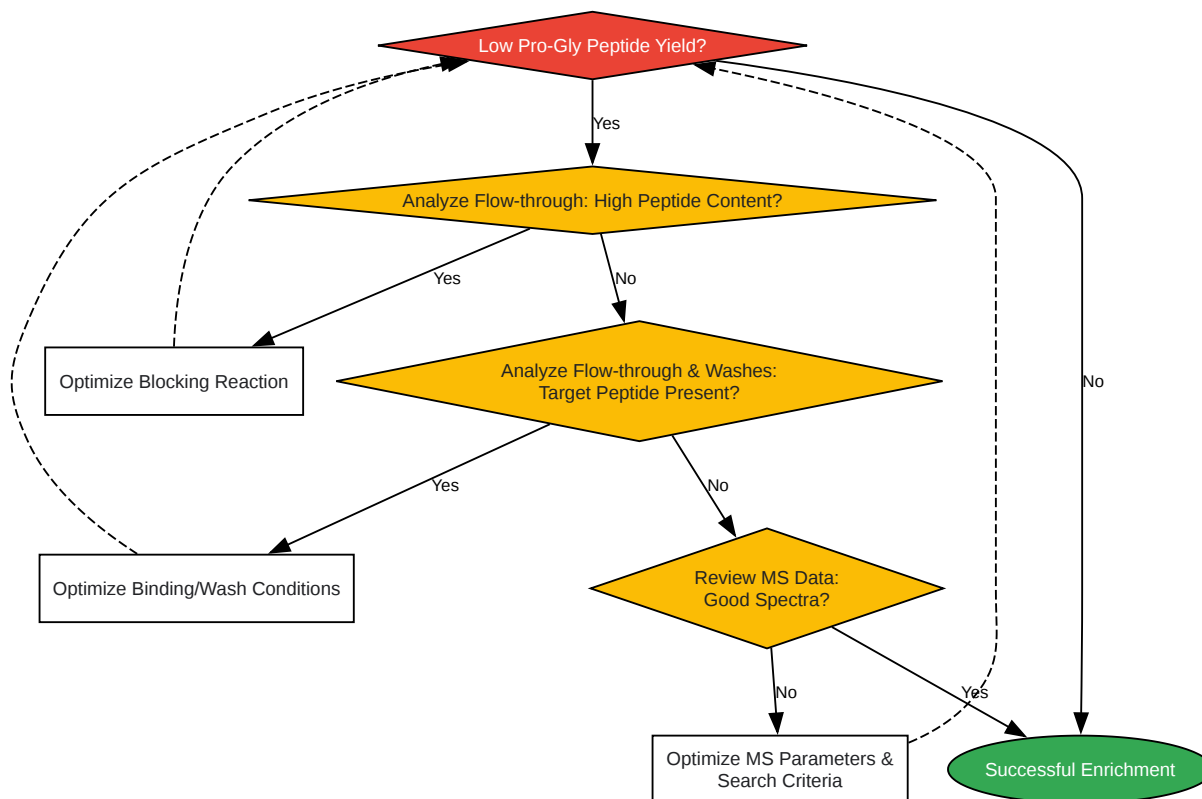 Low Pro-Gly Peptide Yield?
Yes
Analyze Flow-through: High Peptide Content?
Yes
No
Optimize Blocking Reaction
Analyze Flow-through & Washes:
Target Peptide Present?
No
Yes
No
Optimize Binding/Wash Conditions
Review MS Data:
Good Spectra?
No
Yes
Optimize MS Parameters &
Search Criteria
Successful Enrichment